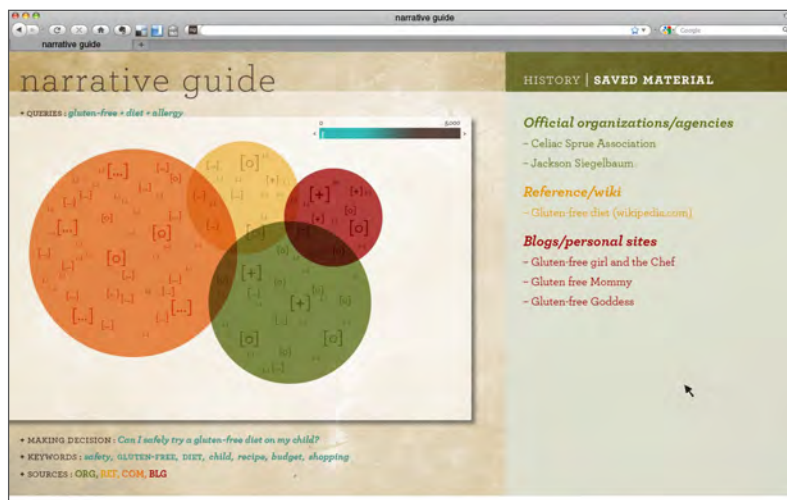 narrative guide
Google
narrative guide
narrative guide
HISTORY | SAVED MATERIAL
+ QUERIES : gluten-free + diet + allergy
0 5,000
Official organizations/agencies
– Celiac Sprue Association
– Jackson Siegelbaum
Reference/wiki
– Gluten-free diet (wikipedia.com)
Blogs/personal sites
– Gluten-free girl and the Chef
– Gluten free Mommy
– Gluten-free Goddess
+ MAKING DECISION : Can I safely try a gluten-free diet on my child?
+ KEYWORDS : safety, GLUTEN-FREE, DIET, child, recipe, budget, shopping
+ SOURCES : ORG, REF, COM, BLG